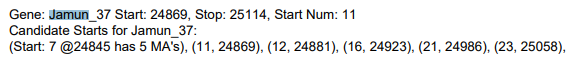 Gene: Jamun_37 Start: 24869, Stop: 25114, Start Num: 11
Candidate Starts for Jamun_37:
(Start: 7 @24845 has 5 MA's), (11, 24869), (12, 24881), (16, 24923), (21, 24986), (23, 25058),